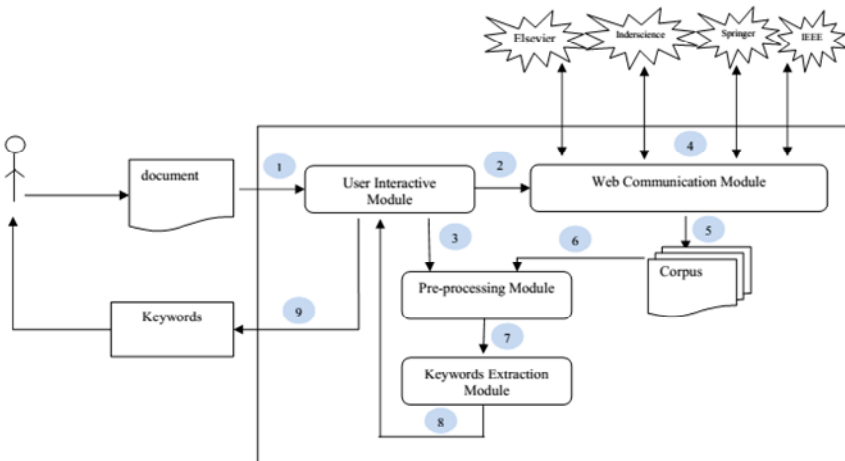 Elsevier
Inderscience
Springer
IEEE
4
document
1
User Interactive
Module
2
Web Communication Module
3
6
5
Corpus
Pre-processing Module
Keywords
9
7
Keywords Extraction
Module
8